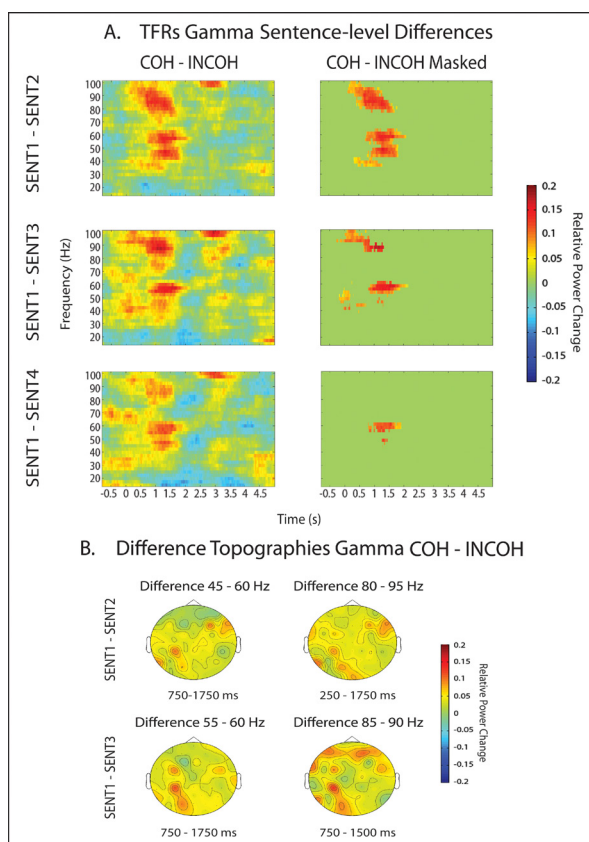 A. TFRs Gamma Sentence-level Differences
COH - INCOH
COH - INCOH Masked
SENT1 - SENT2
100
90
80
70
60
50
40
30
20
SENT1 - SENT3
Frequency (Hz)
100
90
80
70
60
50
40
30
20
SENT1 - SENT4
100
90
80
70
60
50
40
30
20
-0.5 0 0.5 1 1.5 2 2.5 3 3.5 4 4.5
-0.5 0 0.5 1 1.5 2 2.5 3 3.5 4 4.5
Time (s)
0.2
0.15
0.1
0.05
0
-0.05
-0.1
-0.15
-0.2
Relative Power Change
B. Difference Topographies Gamma COH - INCOH
SENT1 - SENT2
Difference 45 - 60 Hz
Difference 80 - 95 Hz
750-1750 ms
250 - 1750 ms
SENT1 - SENT3
Difference 55 - 60 Hz
Difference 85 - 90 Hz
750 - 1750 ms
750 - 1500 ms
0.2
0.15
0.1
0.05
0
-0.05
-0.1
-0.15
-0.2
Relative Power Change